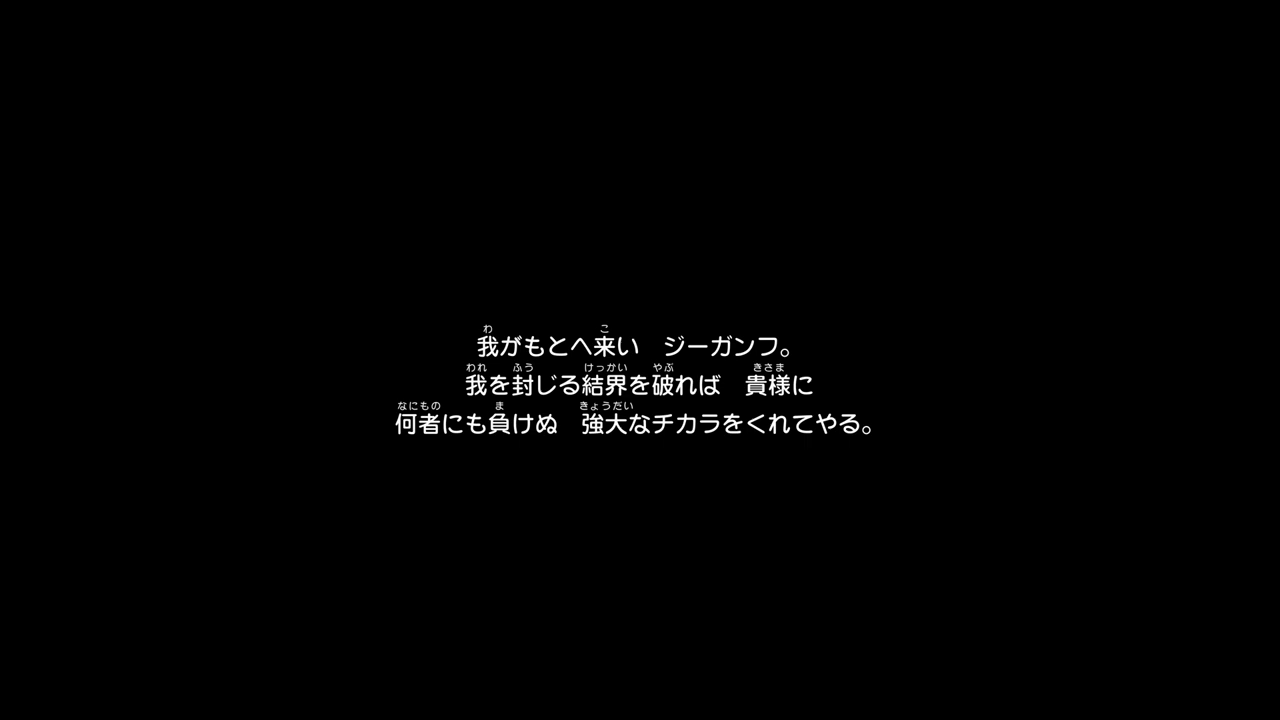 我がもとへ来い　ジーガンフ。
我を封じる結界を破れば　貴様に
何者にも負けぬ　強大なチカラをくれてやる。